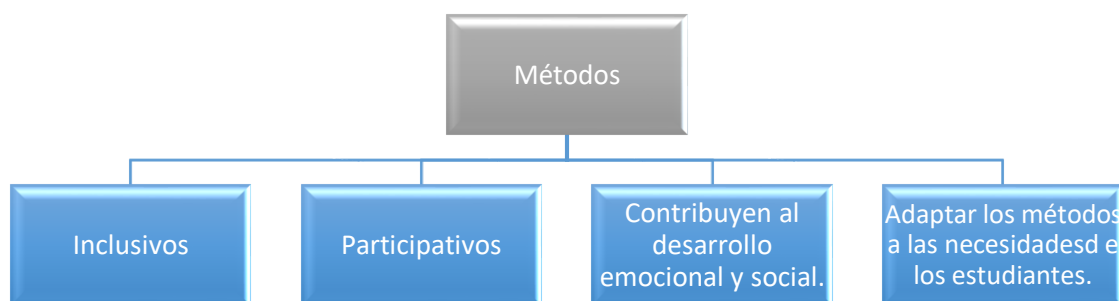 Métodos
Inclusivos
Participativos
Contribuyen al
desarrollo
emocional y social.
Adaptar los métodos
a las necesidadesd e
los estudiantes.